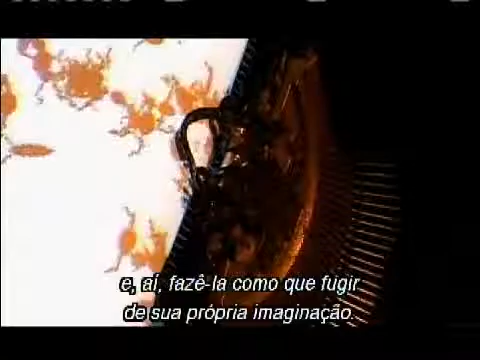 e, aí, fazê-la como que fugir
de sua própria imaginação.